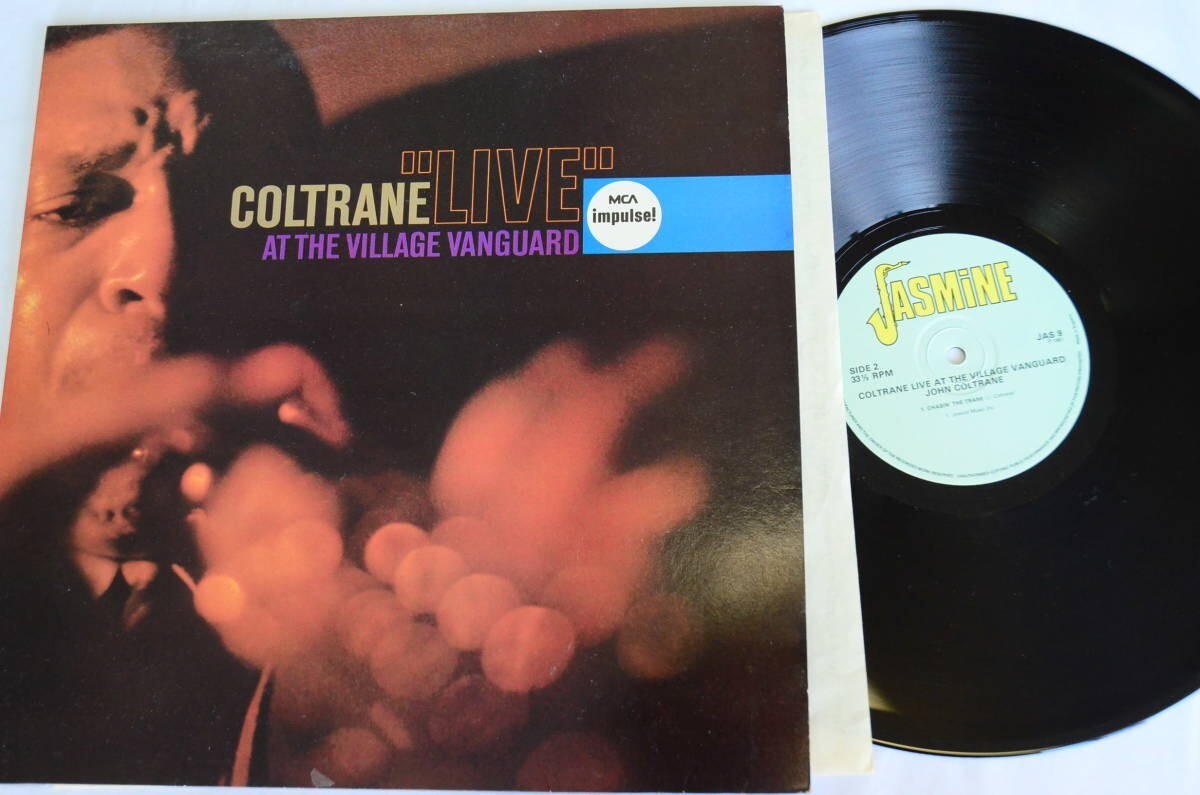 "LIVE"
COLTRANE
AT THE VILLAGE VANGUARD
MCA
impulse!
JASMINE
JAS 9
SIDE 2
33⅓ RPM
COLTRANE LIVE AT THE VILLAGE VANGUARD
JOHN COLTRANE
1. CHASIN' THE TRANE (J. Coltrane)